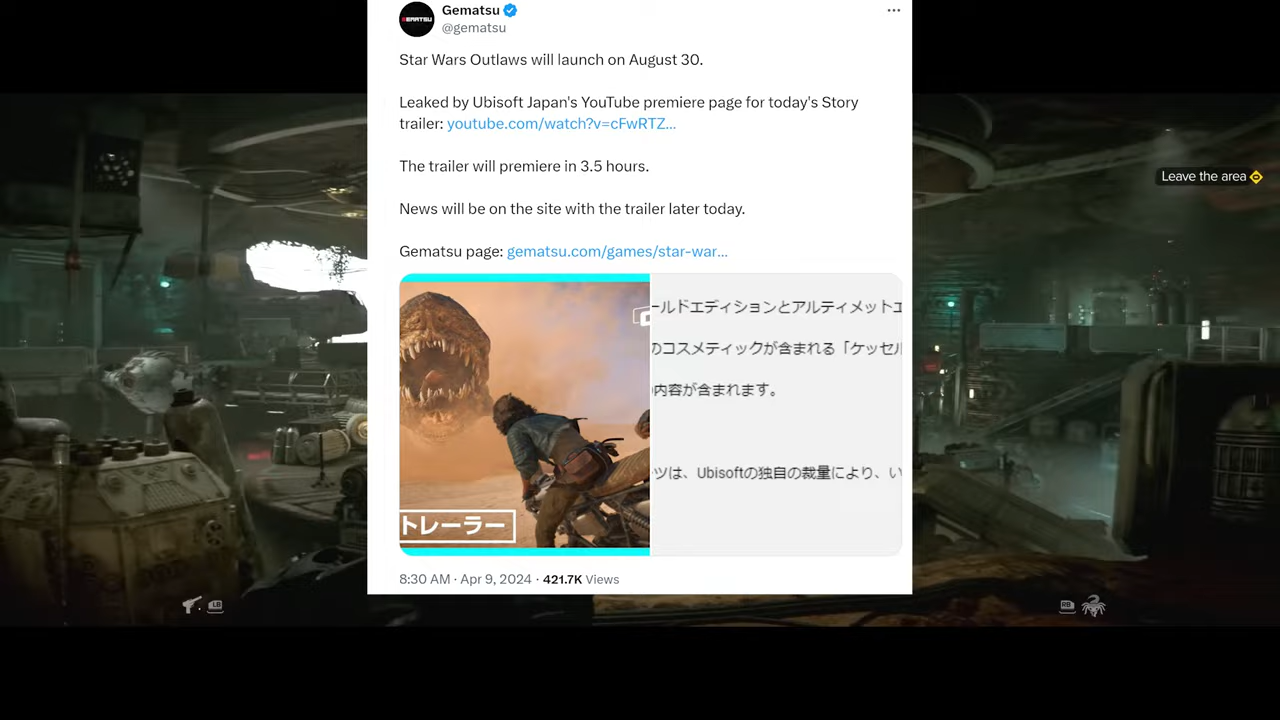 Gematsu
@gematsu
Star Wars Outlaws will launch on August 30.
Leaked by Ubisoft Japan's YouTube premiere page for today's Story
trailer: youtube.com/watch?v=cFwRTZ...
Leave the area
The trailer will premiere in 3.5 hours.
News will be on the site with the trailer later today.
Gematsu page: gematsu.com/games/star-war...
ールドエディションとアルティメットエ
のコスメティックが含まれる「ケッセル
内容が含まれます。
ツは、Ubisoftの独自の裁量により、い
トレーラー
8:30 AM · Apr 9, 2024 · 421.7K Views
LB
RB